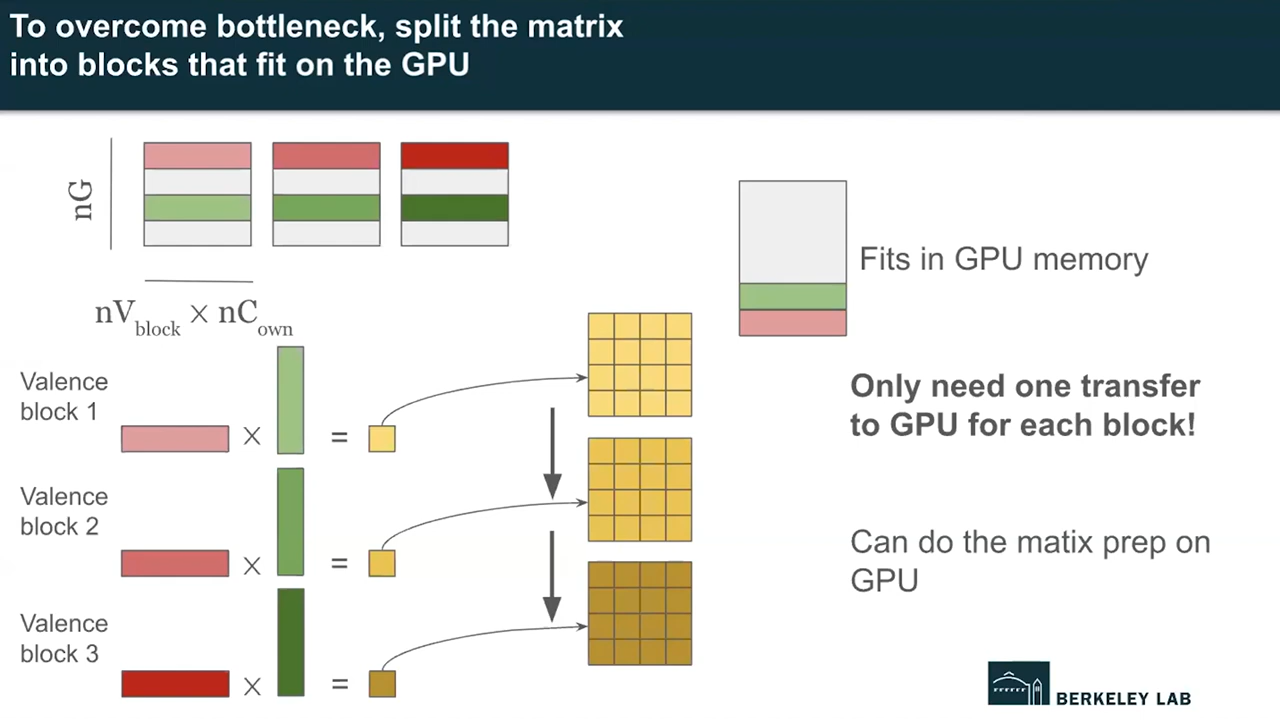 To overcome bottleneck, split the matrix
into blocks that fit on the GPU
nG
nVblock × nCown
Fits in GPU memory
Valence
block 1
×
=
Only need one transfer
to GPU for each block!
Valence
block 2
×
=
Can do the matix prep on
GPU
Valence
block 3
×
=
BERKELEY LAB